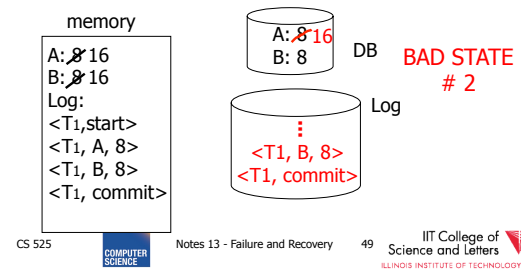 memory
A: 8 16
B: 8 16
Log:
<T1,start>
<T1, A, 8>
<T1, B, 8>
<T1, commit>
A: 8 16
B: 8
DB
BAD STATE
# 2
Log
<T1, B, 8>
<T1, commit>
CS 525
COMPUTER
SCIENCE
Notes 13 - Failure and Recovery
49
IIT College of
Science and Letters
ILLINOIS INSTITUTE OF TECHNOLOGY